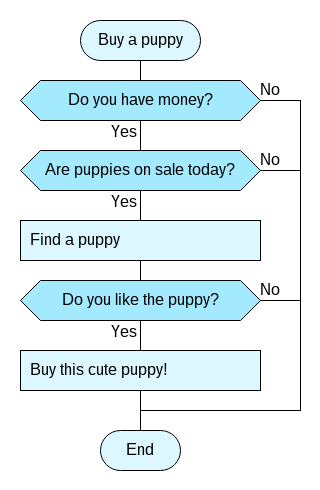 Buy a puppy
Do you have money?
No
Yes
Are puppies on sale today?
No
Yes
Find a puppy
Do you like the puppy?
No
Yes
Buy this cute puppy!
End